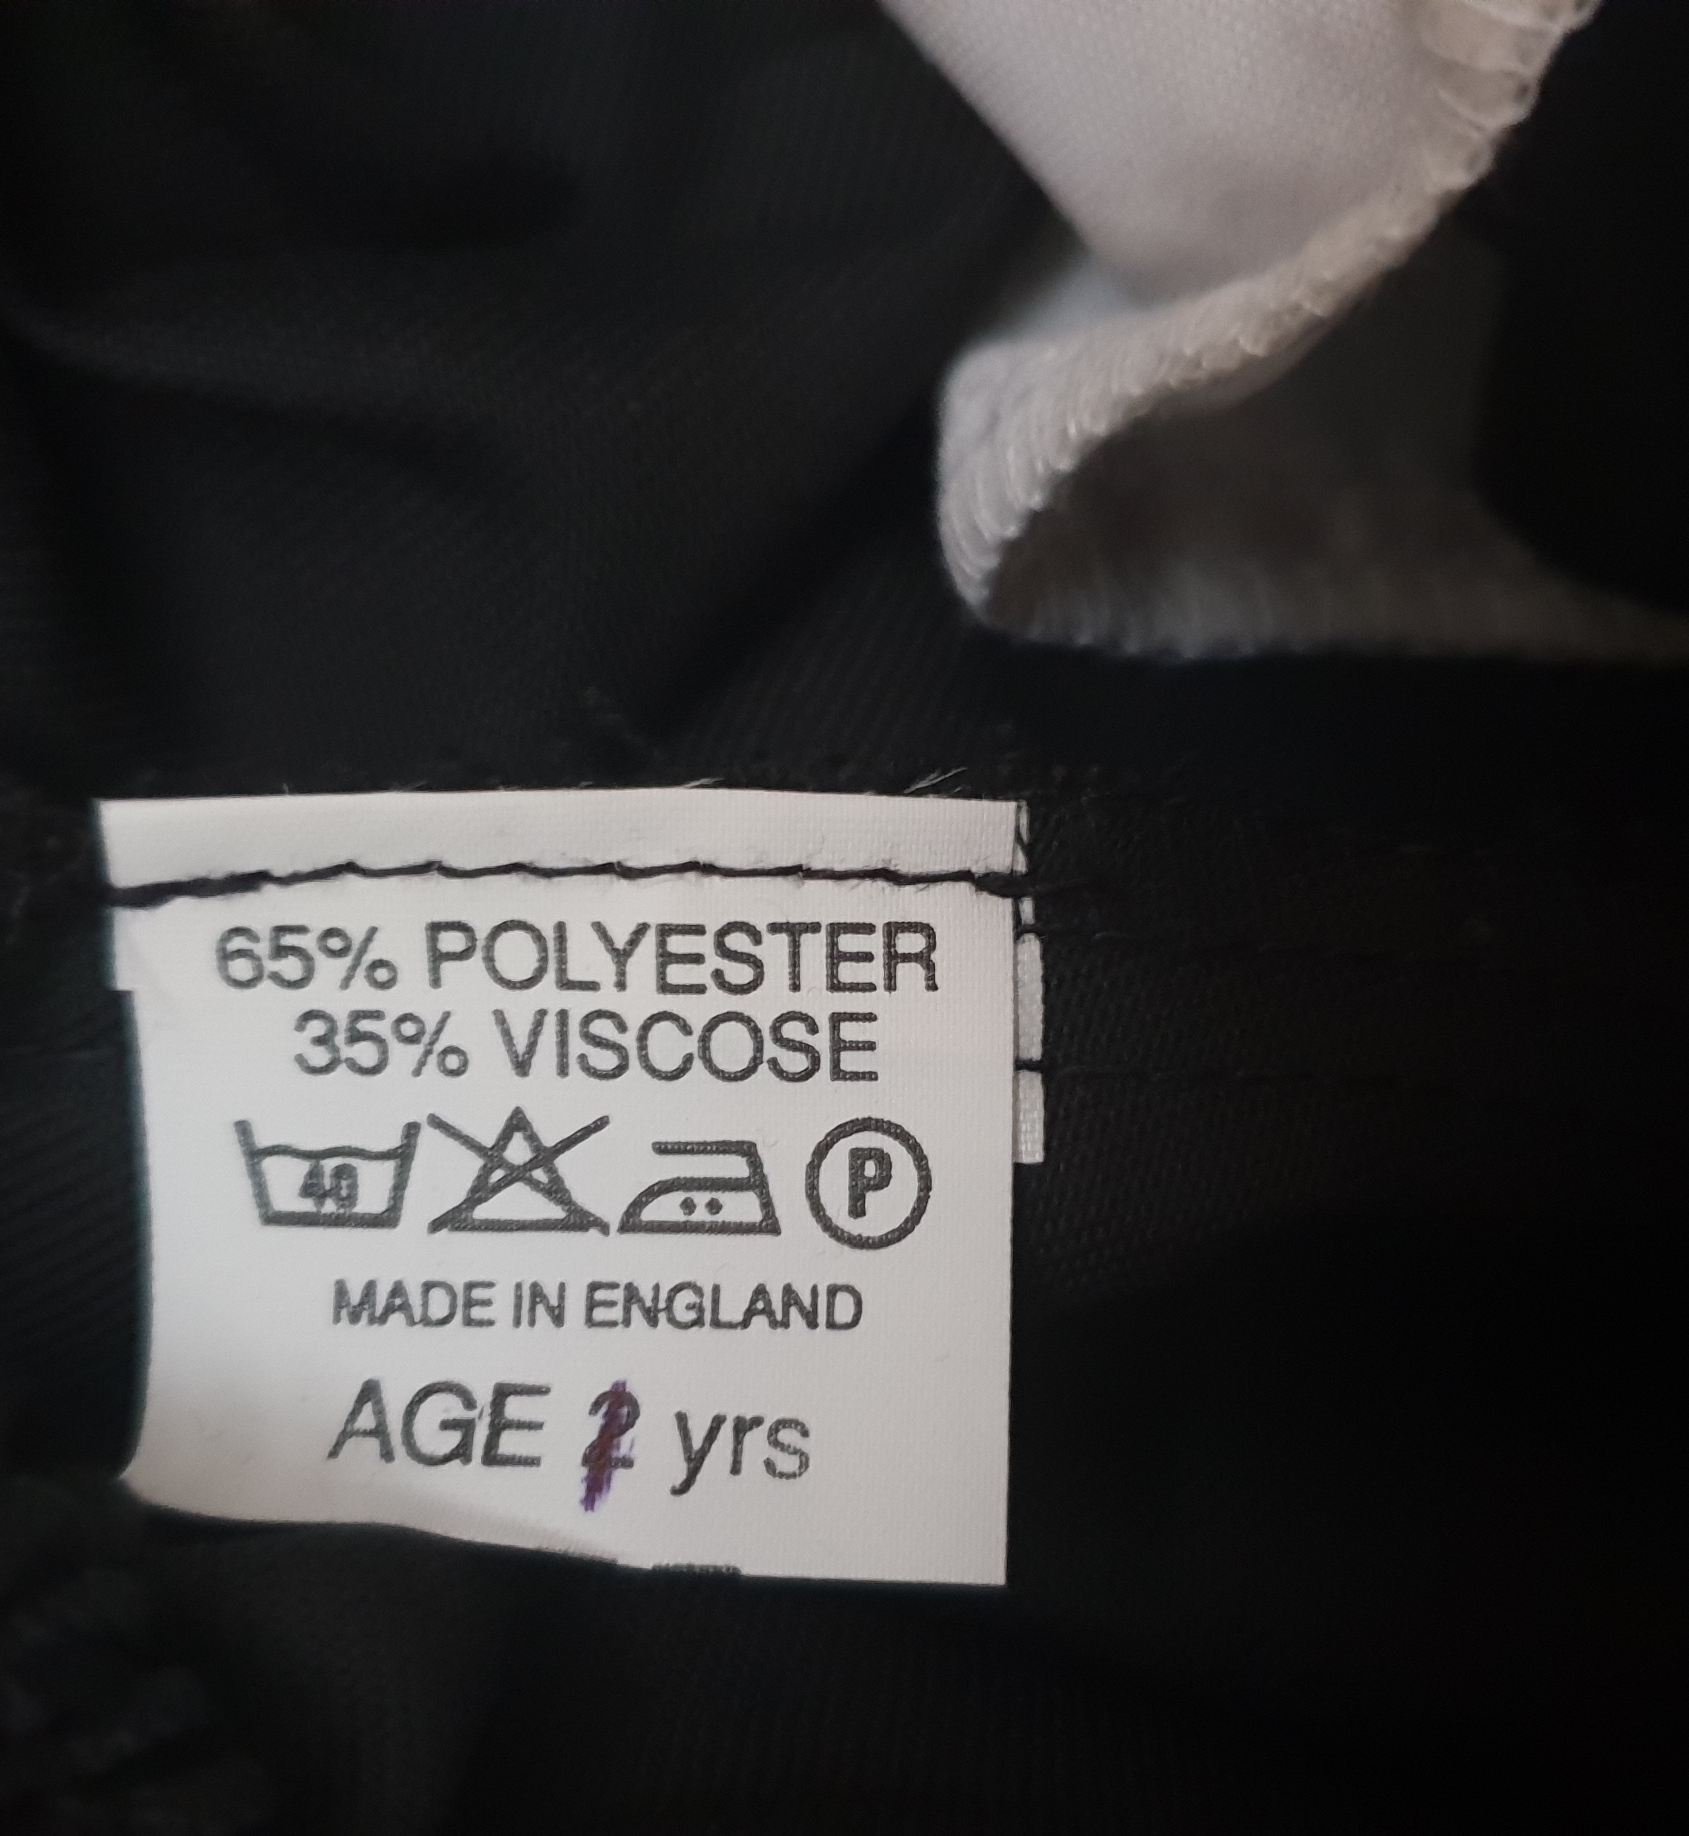 65% POLYESTER
35% VISCOSE
40 P
MADE IN ENGLAND
AGE yrs